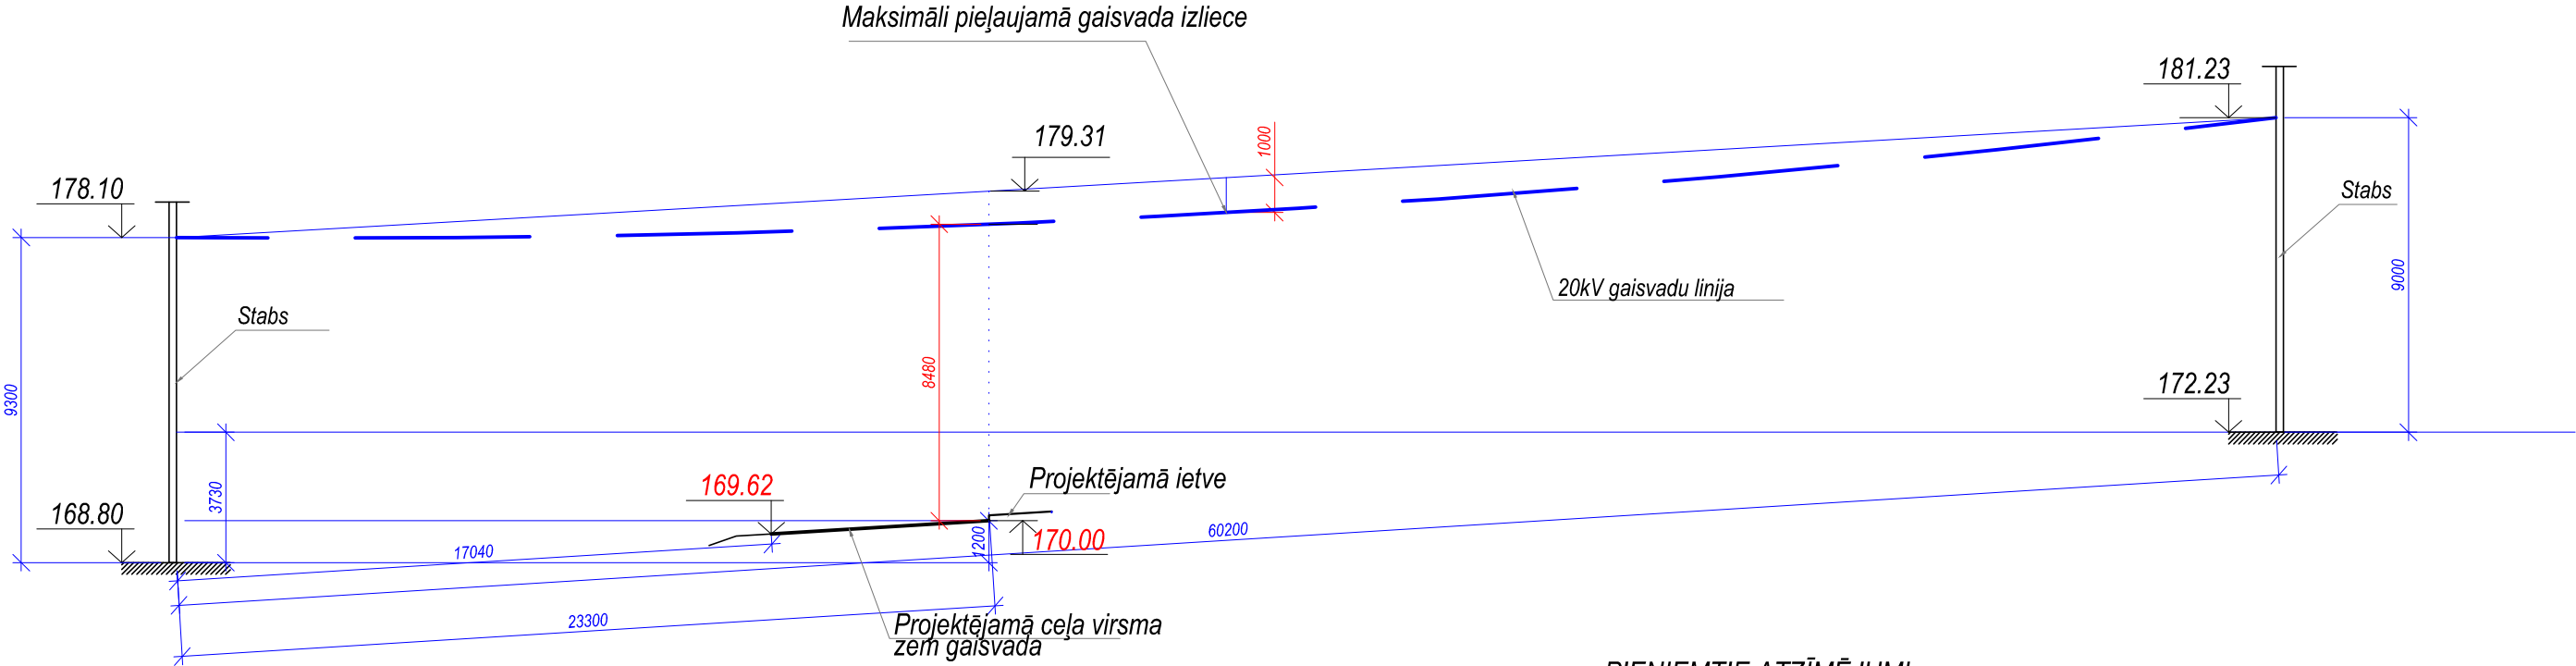 Maksimāli pieļaujamā gaisvada izliece
181.23
179.31
1000
178.10
Stabs
9000
20kV gaisvadu linija
Stabs
8480
9300
172.23
Projektējamā ietve
169.62
3730
168.80
170.00
1200
60200
17040
23300
Projektējamā ceļa virsma
zem gaisvada